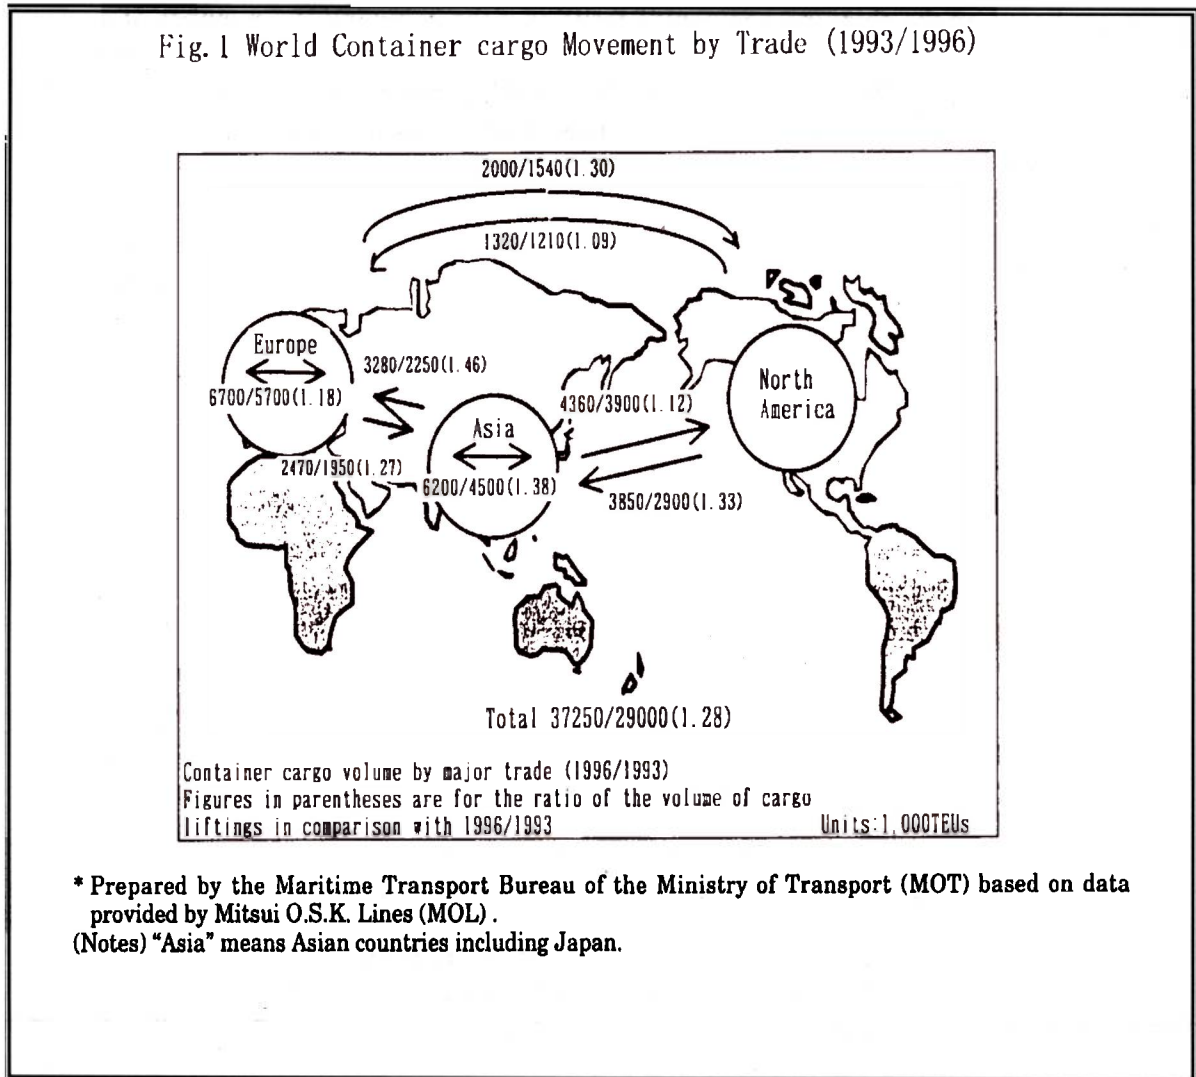 Fig. 1 World Container cargo Movement by Trade (1993/1996)
2000/1540(1.30)
1320/1210(1.09)
Europe
6700/5700(1.18)
3280/2250(1.46)
2470/1950(1.27)
Asia
6200/4500(1.38)
4360/3900(1.12)
3850/2900(1.33)
North
America
Total 37250/29000(1.28)
Container cargo volume by major trade (1996/1993)
Figures in parentheses are for the ratio of the volume of cargo
liftings in comparison with 1996/1993
Units:1,000TEUs
* Prepared by the Maritime Transport Bureau of the Ministry of Transport (MOT) based on data
provided by Mitsui O.S.K. Lines (MOL) .
(Notes) “Asia” means Asian countries including Japan.